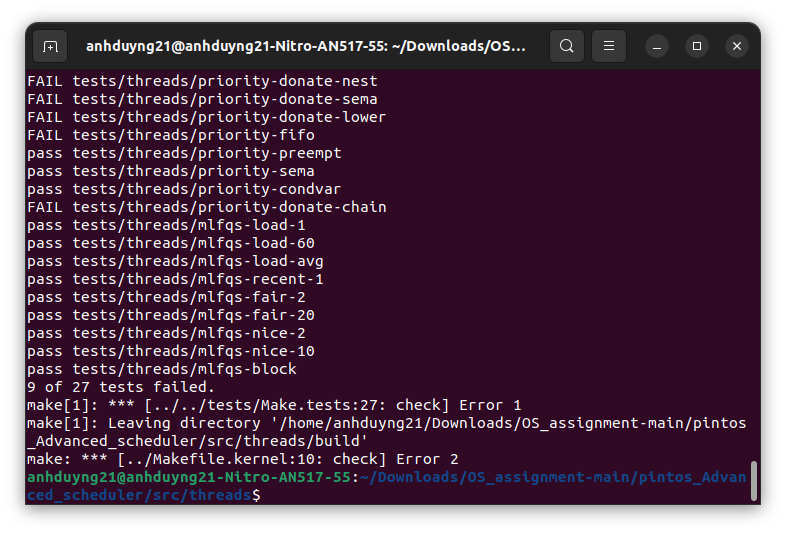 anhduyng21@anhduyng21-Nitro-AN517-55: ~/Downloads/OS...
FAIL tests/threads/priority-donate-nest
FAIL tests/threads/priority-donate-sema
FAIL tests/threads/priority-donate-lower
FAIL tests/threads/priority-fifo
pass tests/threads/priority-preempt
pass tests/threads/priority-sema
pass tests/threads/priority-condvar
FAIL tests/threads/priority-donate-chain
pass tests/threads/mlfqs-load-1
pass tests/threads/mlfqs-load-60
pass tests/threads/mlfqs-load-avg
pass tests/threads/mlfqs-recent-1
pass tests/threads/mlfqs-fair-2
pass tests/threads/mlfqs-fair-20
pass tests/threads/mlfqs-nice-2
pass tests/threads/mlfqs-nice-10
pass tests/threads/mlfqs-block
9 of 27 tests failed.
make[1]: *** [../../tests/Make.tests:27: check] Error 1
make[1]: Leaving directory '/home/anhduyng21/Downloads/OS_assignment-main/pintos
_Advanced_scheduler/src/threads/build'
make: *** [../Makefile.kernel:10: check] Error 2
anhduyng21@anhduyng21-Nitro-AN517-55:~/Downloads/OS_assignment-main/pintos_Advan
ced_scheduler/src/threads$